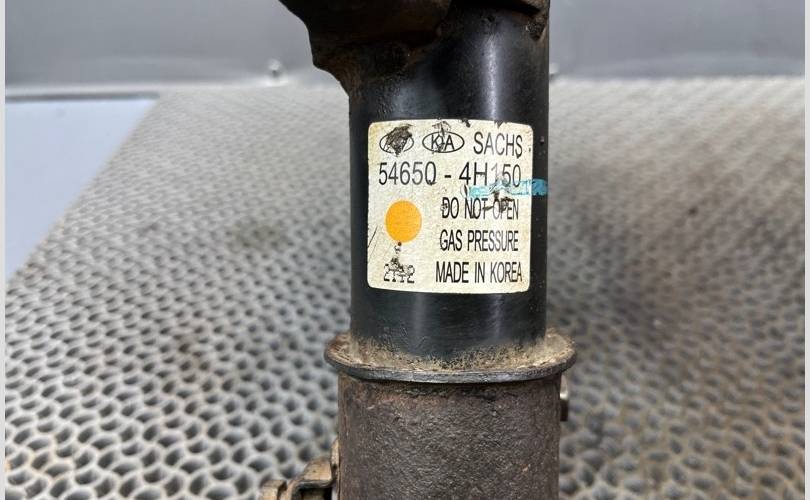 KIA SACHS
54650 - 4H150
DO NOT OPEN
GAS PRESSURE
MADE IN KOREA